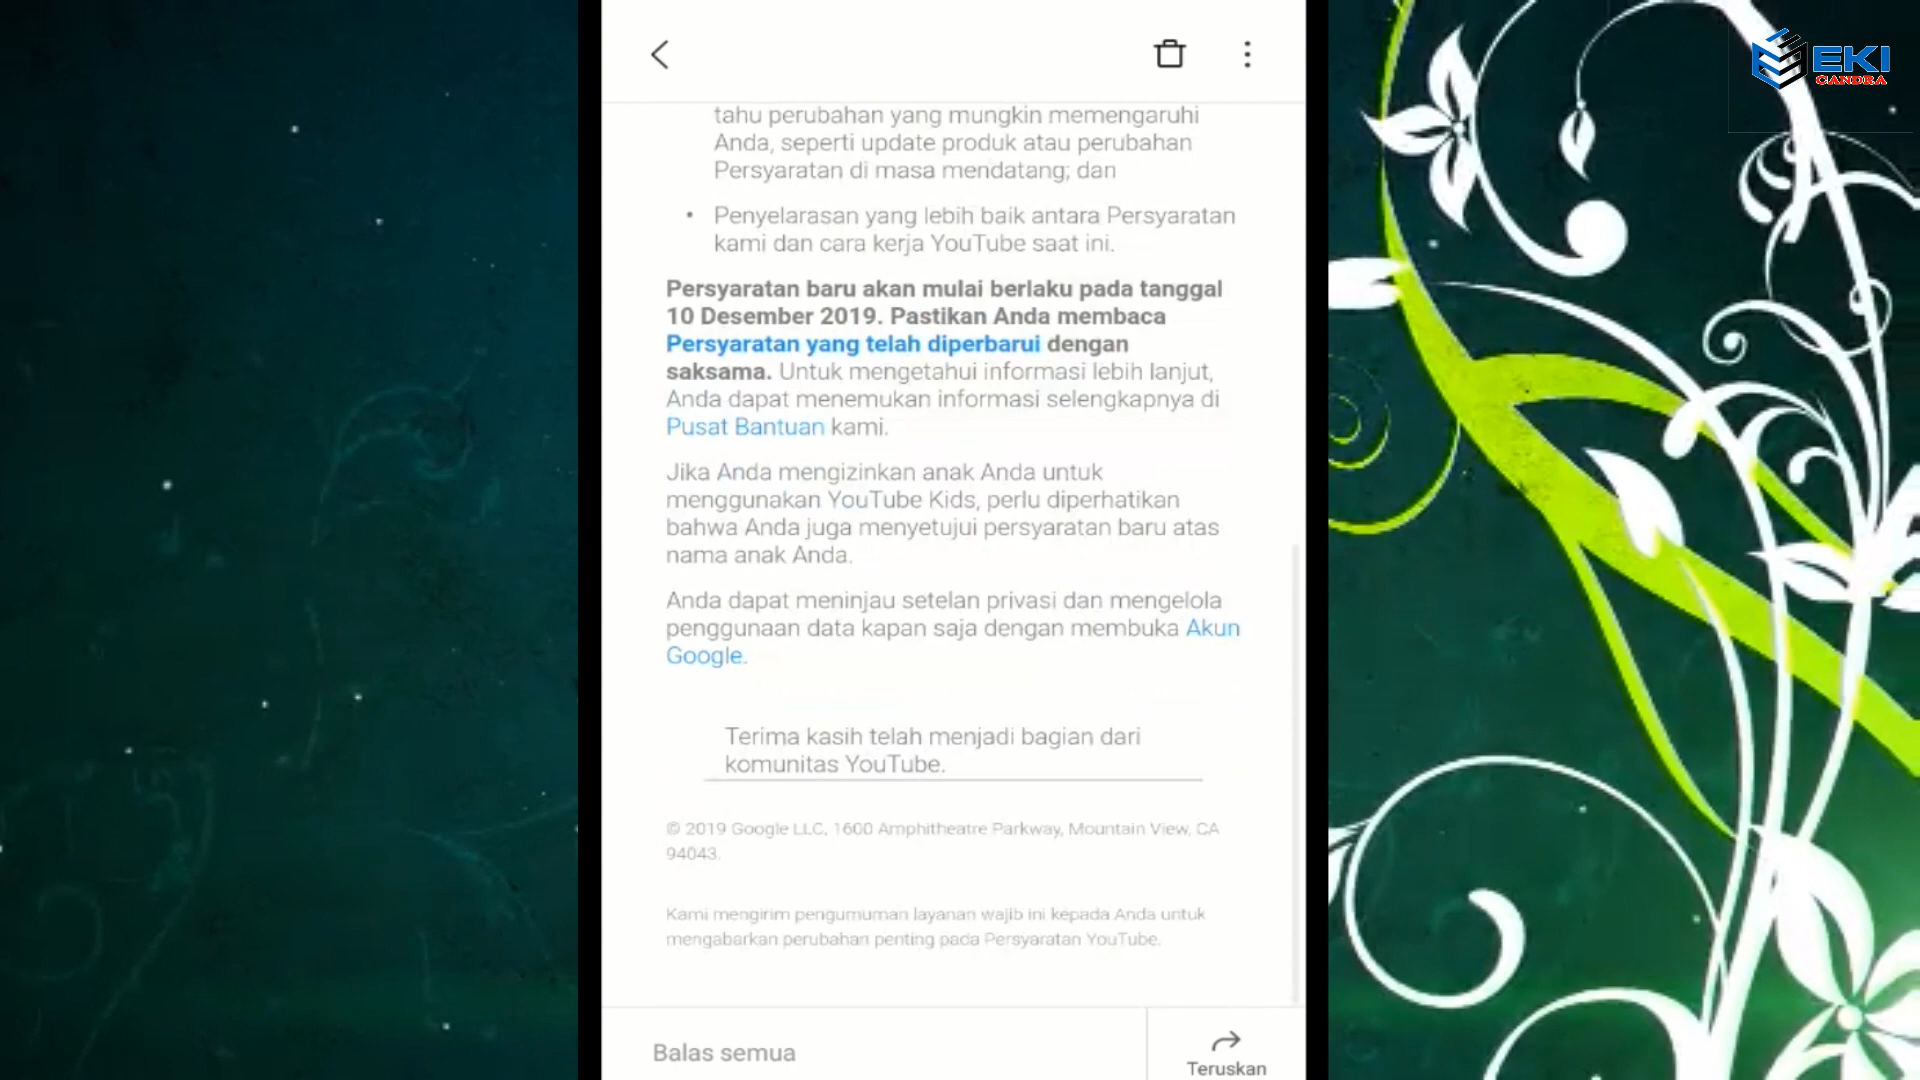 EKI
CANDRA
tahu perubahan yang mungkin memengaruhi
Anda, seperti update produk atau perubahan
Persyaratan di masa mendatang; dan
• Penyelarasan yang lebih baik antara Persyaratan
kami dan cara kerja YouTube saat ini.
Persyaratan baru akan mulai berlaku pada tanggal
10 Desember 2019. Pastikan Anda membaca
Persyaratan yang telah diperbarui dengan
saksama. Untuk mengetahui informasi lebih lanjut,
Anda dapat menemukan informasi selengkapnya di
Pusat Bantuan kami.
Jika Anda mengizinkan anak Anda untuk
menggunakan YouTube Kids, perlu diperhatikan
bahwa Anda juga menyetujui persyaratan baru atas
nama anak Anda.
Anda dapat meninjau setelan privasi dan mengelola
penggunaan data kapan saja dengan membuka Akun
Google.
Terima kasih telah menjadi bagian dari
komunitas YouTube.
© 2019 Google LLC, 1600 Amphitheatre Parkway, Mountain View, CA
94043.
Kami mengirim pengumuman layanan wajib ini kepada Anda untuk
mengabarkan perubahan penting pada Persyaratan YouTube.
Balas semua
Teruskan